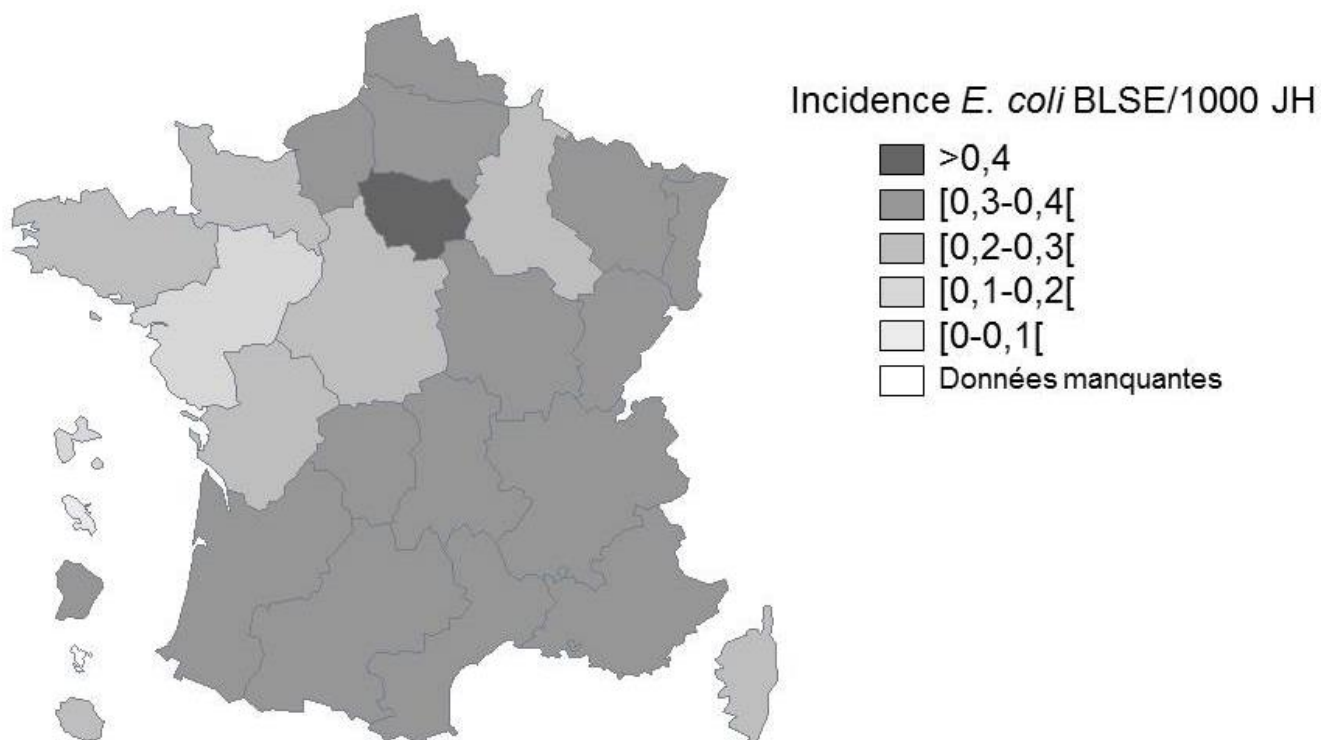 Incidence E. coli BLSE/1000 JH
>0,4
[0,3-0,4[
[0,2-0,3[
[0,1-0,2[
[0-0,1[
Données manquantes